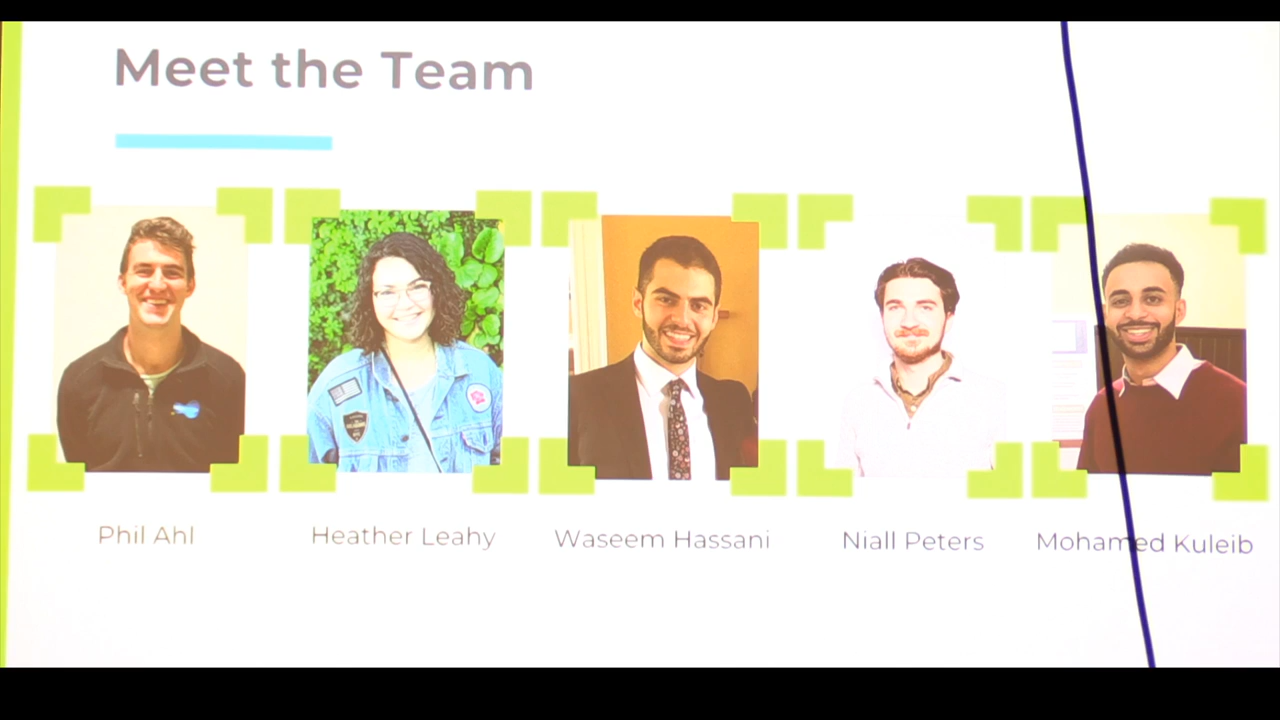 Meet the Team
Phil Ahl
Heather Leahy
Waseem Hassani
Niall Peters
Mohamed Kuleib